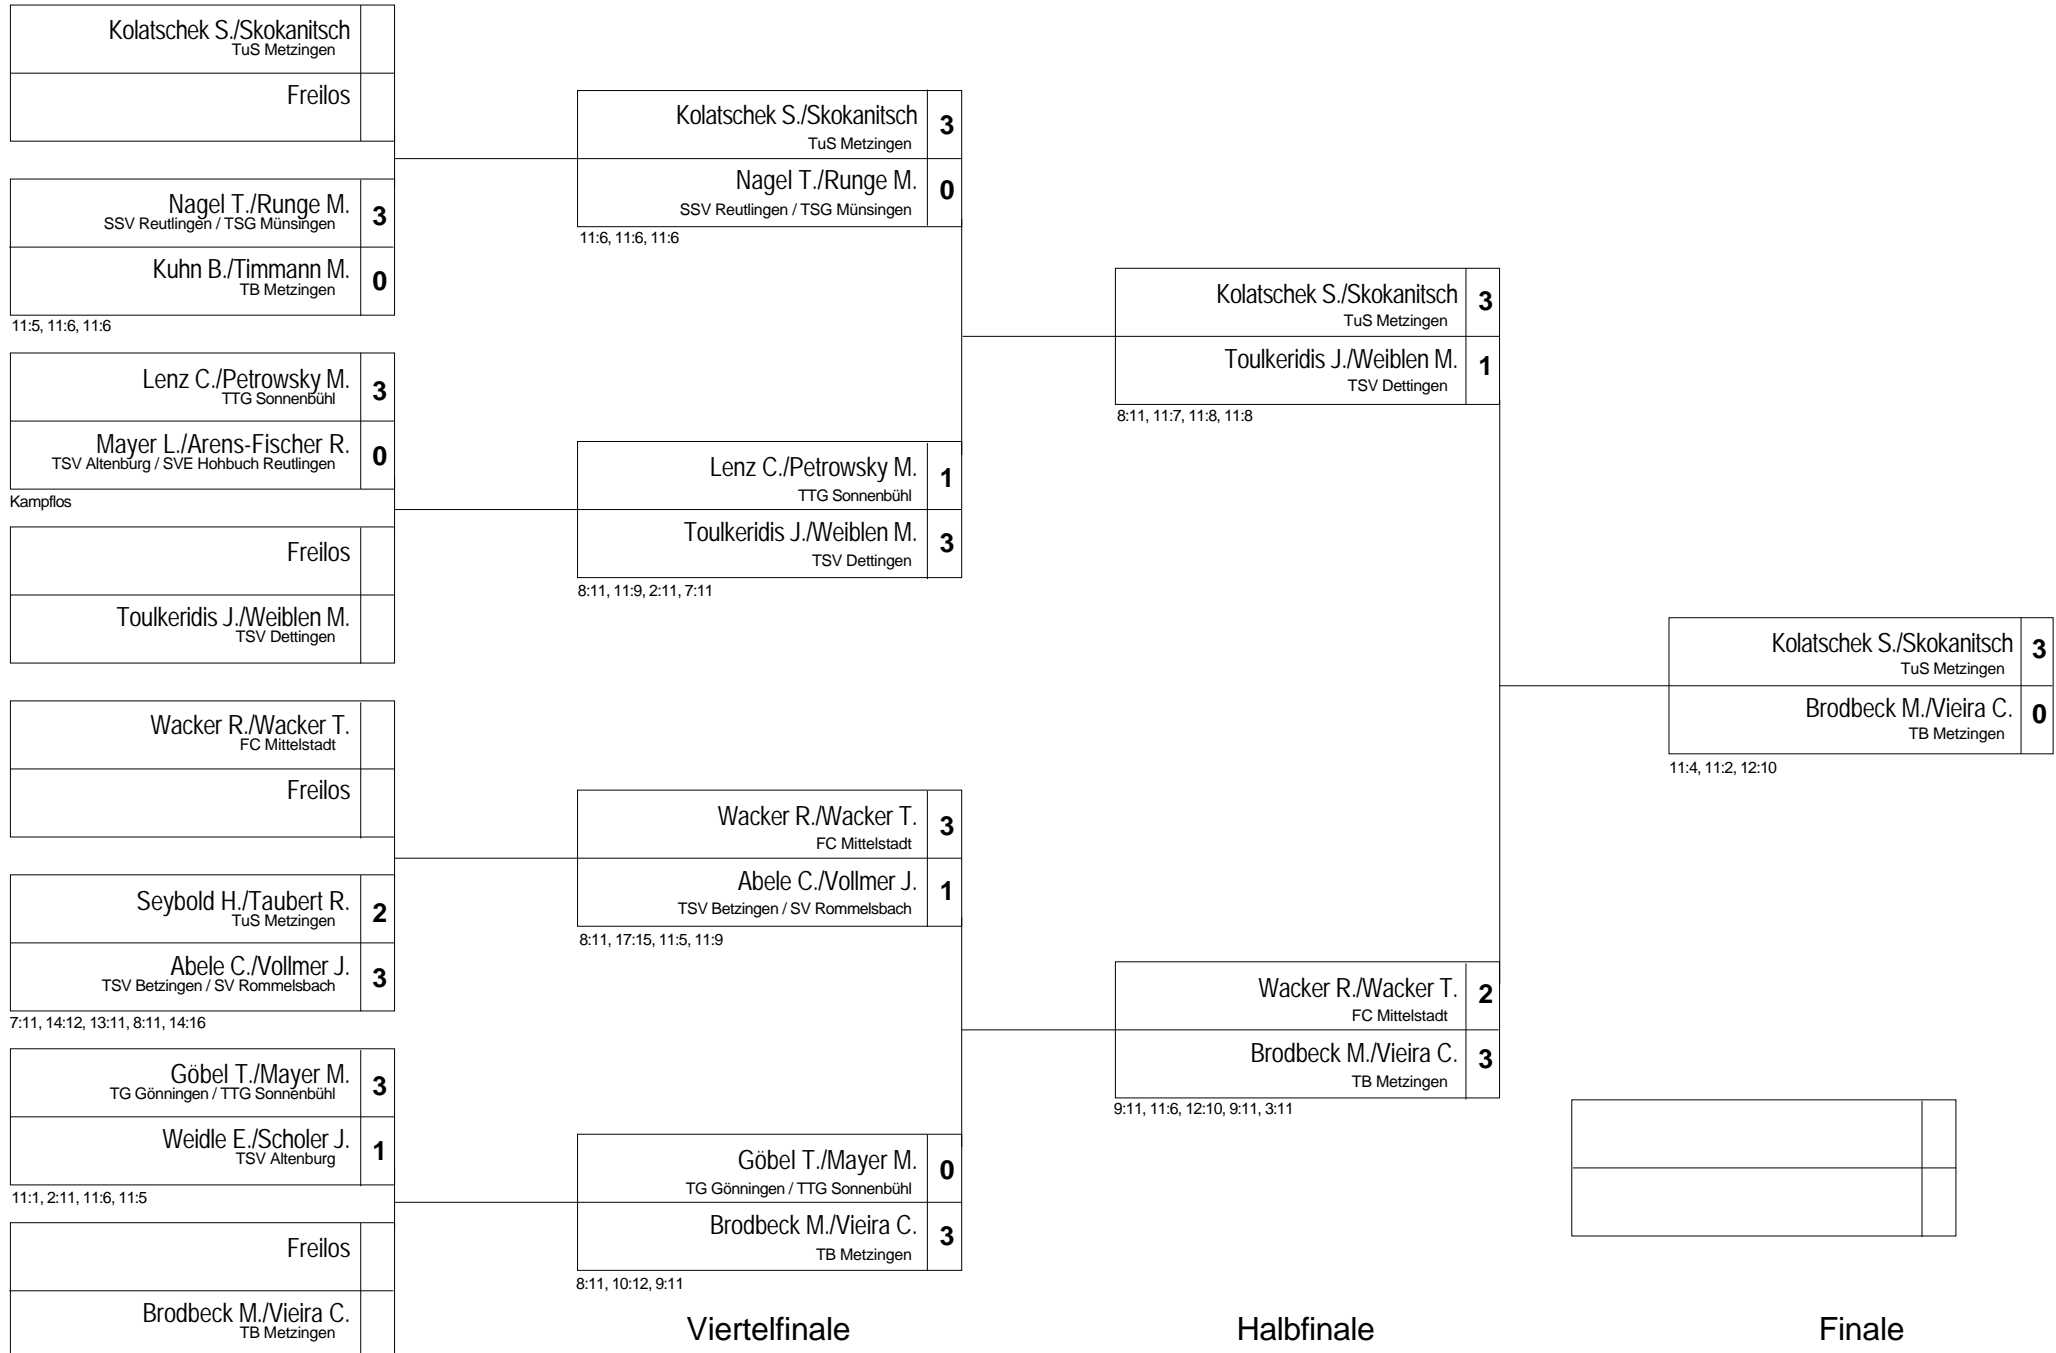 Kolatschek S./Skokanitsch
TuS Metzingen
Freilos
Nagel T./Runge M.
SSV Reutlingen / TSG Münsingen
3
Kuhn B./Timmann M.
TB Metzingen
0
11:5, 11:6, 11:6
Lenz C./Petrowsky M.
TTG Sonnenbühl
3
Mayer L./Arens-Fischer R.
TSV Altenburg / SVE Hohbuch Reutlingen
0
Kampflos
Freilos
Toulkeridis J./Weiblen M.
TSV Dettingen
Wacker R./Wacker T.
FC Mittelstadt
Freilos
Seybold H./Taubert R.
TuS Metzingen
2
Abele C./Vollmer J.
TSV Betzingen / SV Rommelsbach
3
7:11, 14:12, 13:11, 8:11, 14:16
Göbel T./Mayer M.
TG Gönningen / TTG Sonnenbühl
3
Weidle E./Scholer J.
TSV Altenburg
1
11:1, 2:11, 11:6, 11:5
Freilos
Brodbeck M./Vieira C.
TB Metzingen
Kolatschek S./Skokanitsch
TuS Metzingen
3
Nagel T./Runge M.
SSV Reutlingen / TSG Münsingen
0
11:6, 11:6, 11:6
Lenz C./Petrowsky M.
TTG Sonnenbühl
1
Toulkeridis J./Weiblen M.
TSV Dettingen
3
8:11, 11:9, 2:11, 7:11
Wacker R./Wacker T.
FC Mittelstadt
3
Abele C./Vollmer J.
TSV Betzingen / SV Rommelsbach
1
8:11, 17:15, 11:5, 11:9
Göbel T./Mayer M.
TG Gönningen / TTG Sonnenbühl
0
Brodbeck M./Vieira C.
TB Metzingen
3
8:11, 10:12, 9:11
Viertelfinale
Kolatschek S./Skokanitsch
TuS Metzingen
3
Toulkeridis J./Weiblen M.
TSV Dettingen
1
8:11, 11:7, 11:8, 11:8
Wacker R./Wacker T.
FC Mittelstadt
2
Brodbeck M./Vieira C.
TB Metzingen
3
9:11, 11:6, 12:10, 9:11, 3:11
Halbfinale
Kolatschek S./Skokanitsch
TuS Metzingen
3
Brodbeck M./Vieira C.
TB Metzingen
0
11:4, 11:2, 12:10
Finale